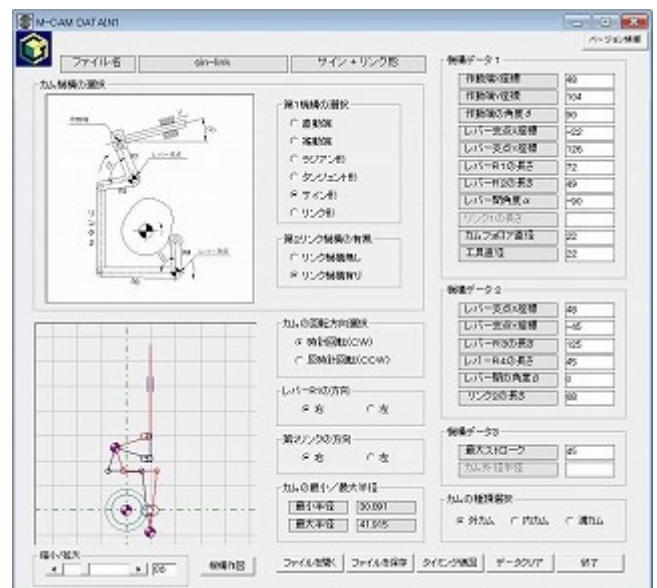 M-CAM DATAIN1
バージョン情報
ファイル名 sin-link サイン+リンク形
カム機構の選択
第1機構の選択
直動端
揺動端
ラジアン形
タンジェント形
サイン形
リンク形
第2リンク機構の有無
リンク機構無し
リンク機構有り
カムの回転方向選択
時計回動(CW)
反時計回動(CCW)
レバーR1の方向
右 左
第2リンクの方向
右 左
カムの最小/最大半径
最小半径 30.891
最大半径 41.915
機構データ1
作動端X座標 48
作動端Y座標 104
作動端の角度δ 90
レバー支点X座標 -22
レバー支点Y座標 126
レバーR1の長さ 72
レバーR2の長さ 49
レバー開角度α -90
リンク1の長さ
カムフォロア直径 22
工具直径 22
機構データ2
レバー支点X座標 48
レバー支点Y座標 -45
レバーR3の長さ 125
レバーR4の長さ 45
レバー間の角度β 0
リンク2の長さ 88
機構データ3
最大ストローク 45
カム外径半径
カムの種類選択
外カム 内カム 溝カム
縮小/拡大
0.6
機構作図 ファイルを開く ファイルを保存 タイミング線図 データクリア 終了